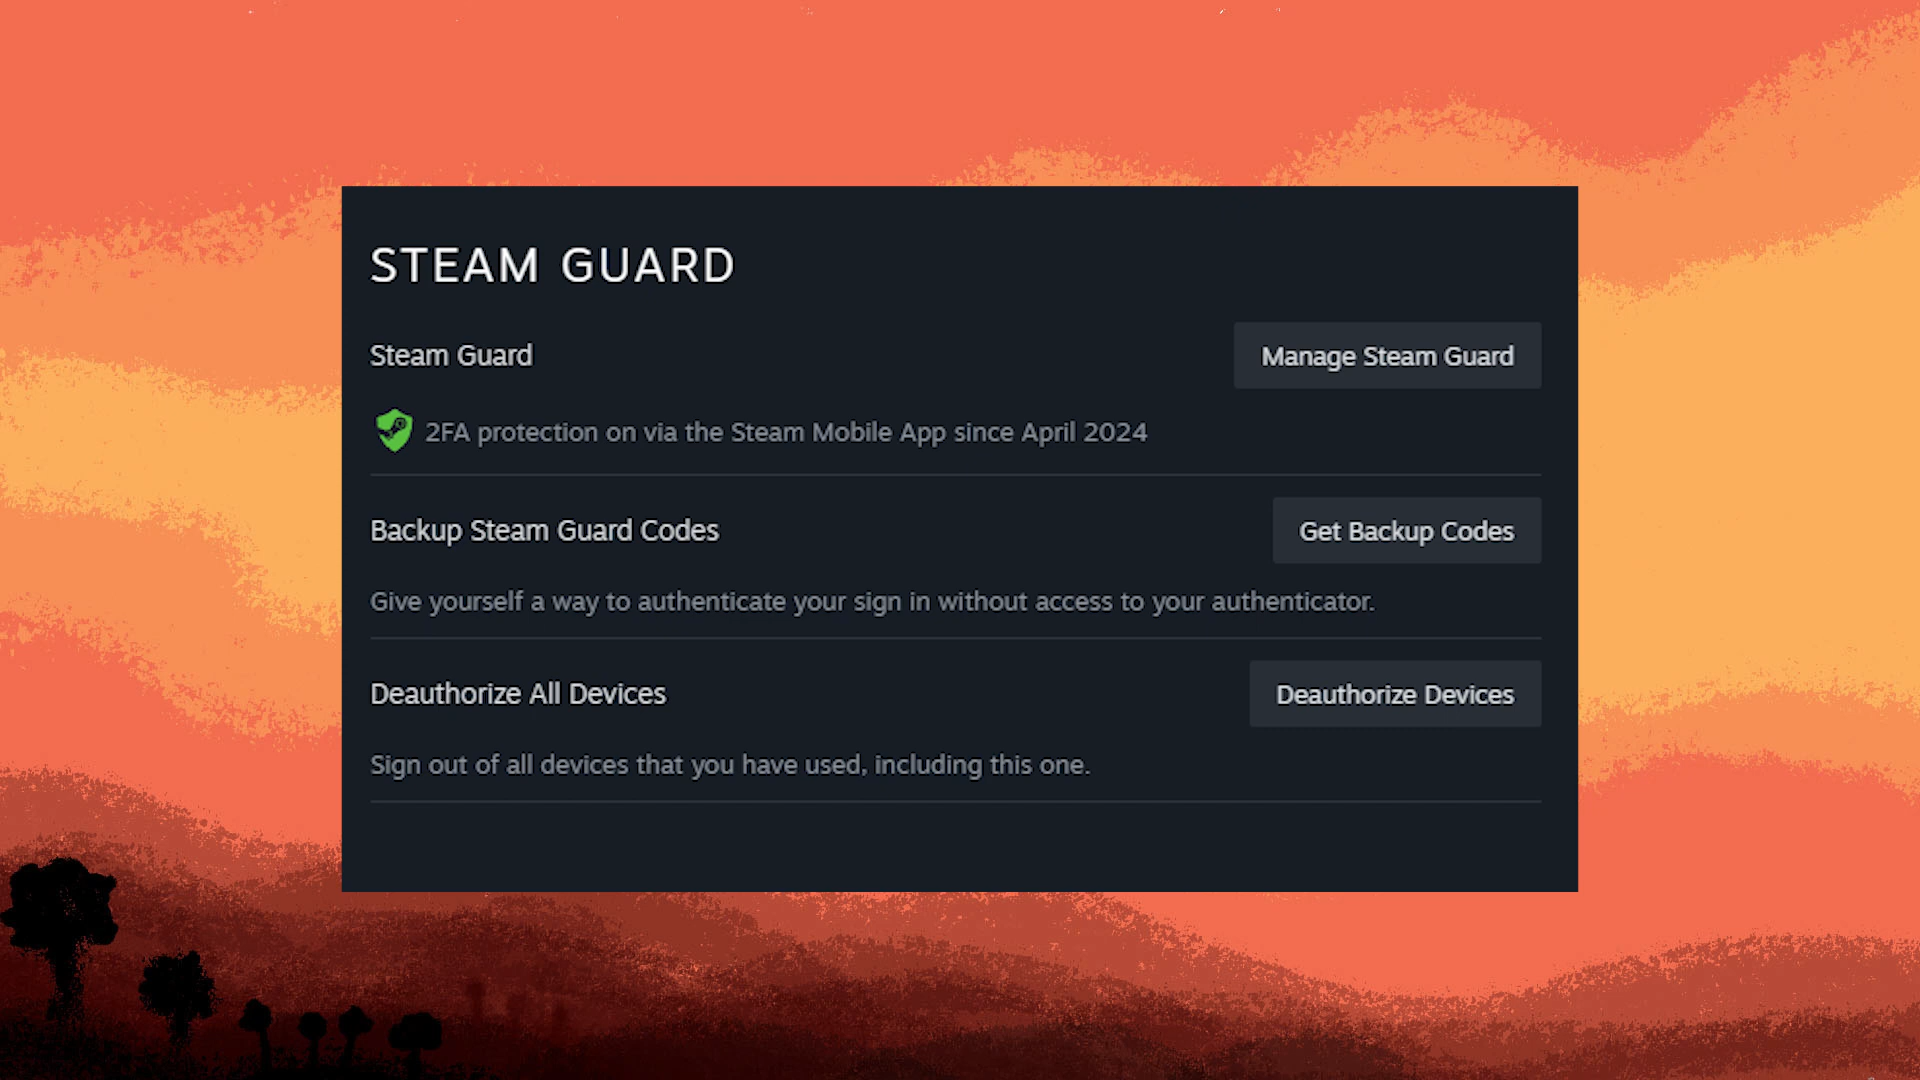 STEAM GUARD
Steam Guard
Manage Steam Guard
2FA protection on via the Steam Mobile App since April 2024
Backup Steam Guard Codes
Get Backup Codes
Give yourself a way to authenticate your sign in without access to your authenticator.
Deauthorize All Devices
Deauthorize Devices
Sign out of all devices that you have used, including this one.